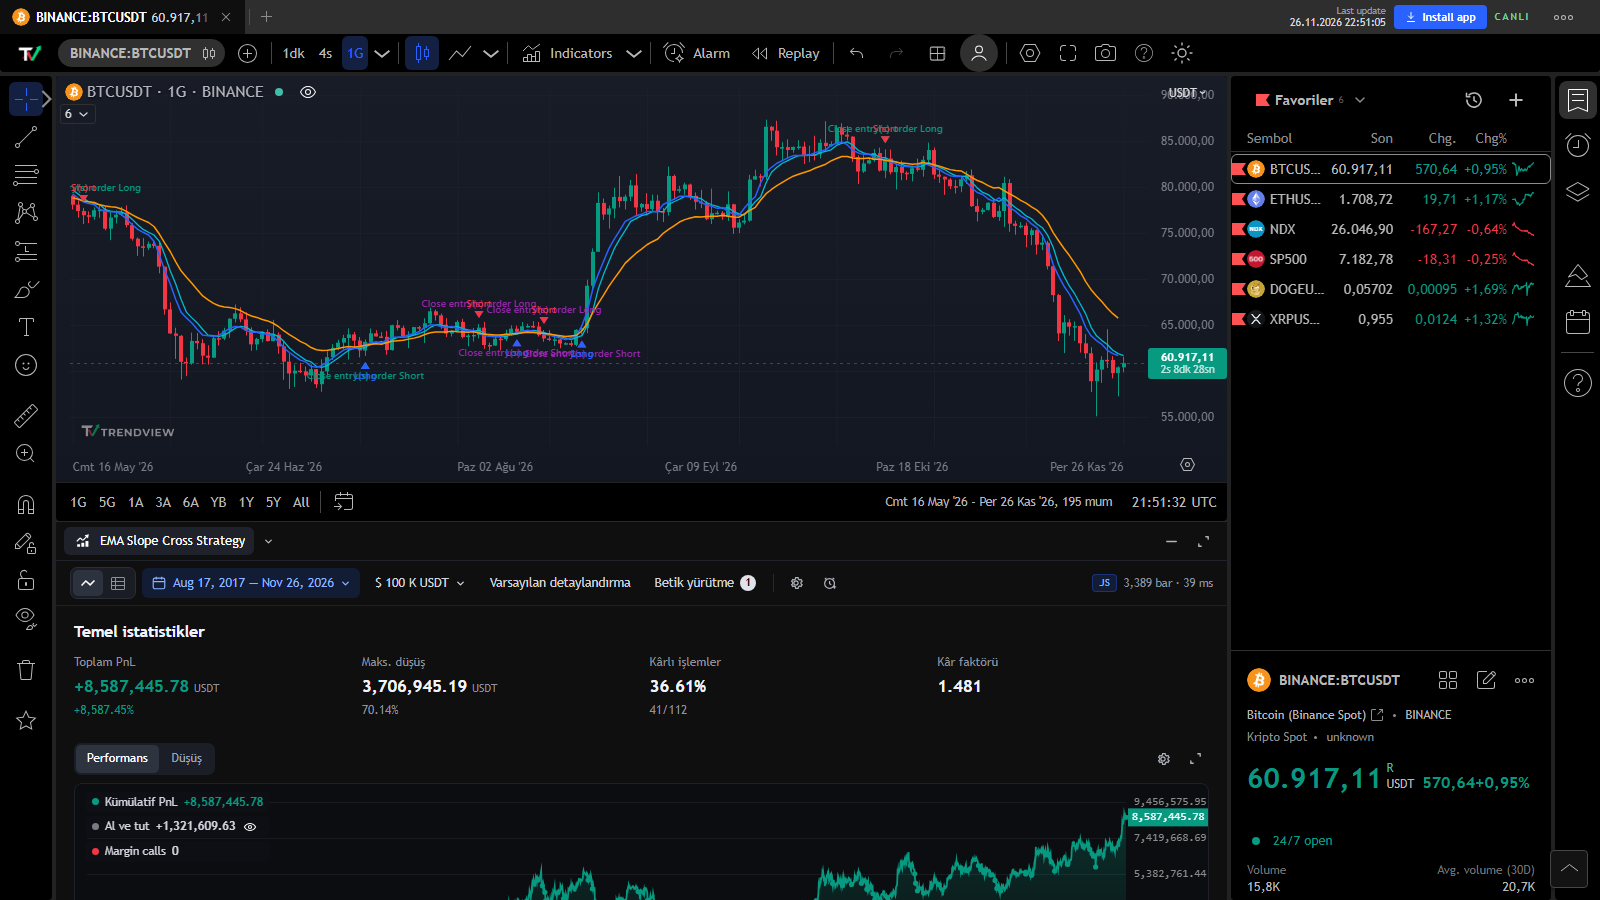 BINANCE:BTCUSDT 60.917,11
Last update
26.11.2026 22:51:05
Install app
CANLI
BINANCE:BTCUSDT
1dk 4s 1G
Indicators
Alarm
Replay
BTCUSDT · 1G · BINANCE
6
USDT
85.000,00
80.000,00
75.000,00
70.000,00
65.000,00
60.917,11
2s 8dk 28sn
55.000,00
TRENDVIEW
Cmt 16 May '26
Çar 24 Haz '26
Paz 02 Ağu '26
Çar 09 Eyl '26
Paz 18 Eki '26
Per 26 Kas '26
1G 5G 1A 3A 6A YB 1Y 5Y All
Cmt 16 May '26 - Per 26 Kas '26, 195 mum
21:51:32 UTC
EMA Slope Cross Strategy
Aug 17, 2017 — Nov 26, 2026
$ 100 K USDT
Varsayılan detaylandırma
Betik yürütme 1
JS 3,389 bar · 39 ms
Temel istatistikler
Toplam PnL
+8,587,445.78 USDT
+8,587.45%
Maks. düşüş
3,706,945.19 USDT
70.14%
Kârlı işlemler
36.61%
41/112
Kâr faktörü
1.481
Performans
Düşüş
Kümülatif PnL +8,587,445.78
Al ve tut +1,321,609.63
Margin calls 0
9,456,575.95
8,587,445.78
7,419,668.69
5,382,761.44
Favoriler 6
Sembol Son Chg. Chg%
BTCUS... 60.917,11 570,64 +0,95%
ETHUS... 1.708,72 19,71 +1,17%
NDX 26.046,90 -167,27 -0,64%
SP500 7.182,78 -18,31 -0,25%
DOGEU... 0,05702 0,00095 +1,69%
XRPUS... 0,955 0,0124 +1,32%
BINANCE:BTCUSDT
Bitcoin (Binance Spot) • BINANCE
Kripto Spot • unknown
60.917,11 R USDT 570,64+0,95%
24/7 open
Volume
15,8K
Avg. volume (30D)
20,7K